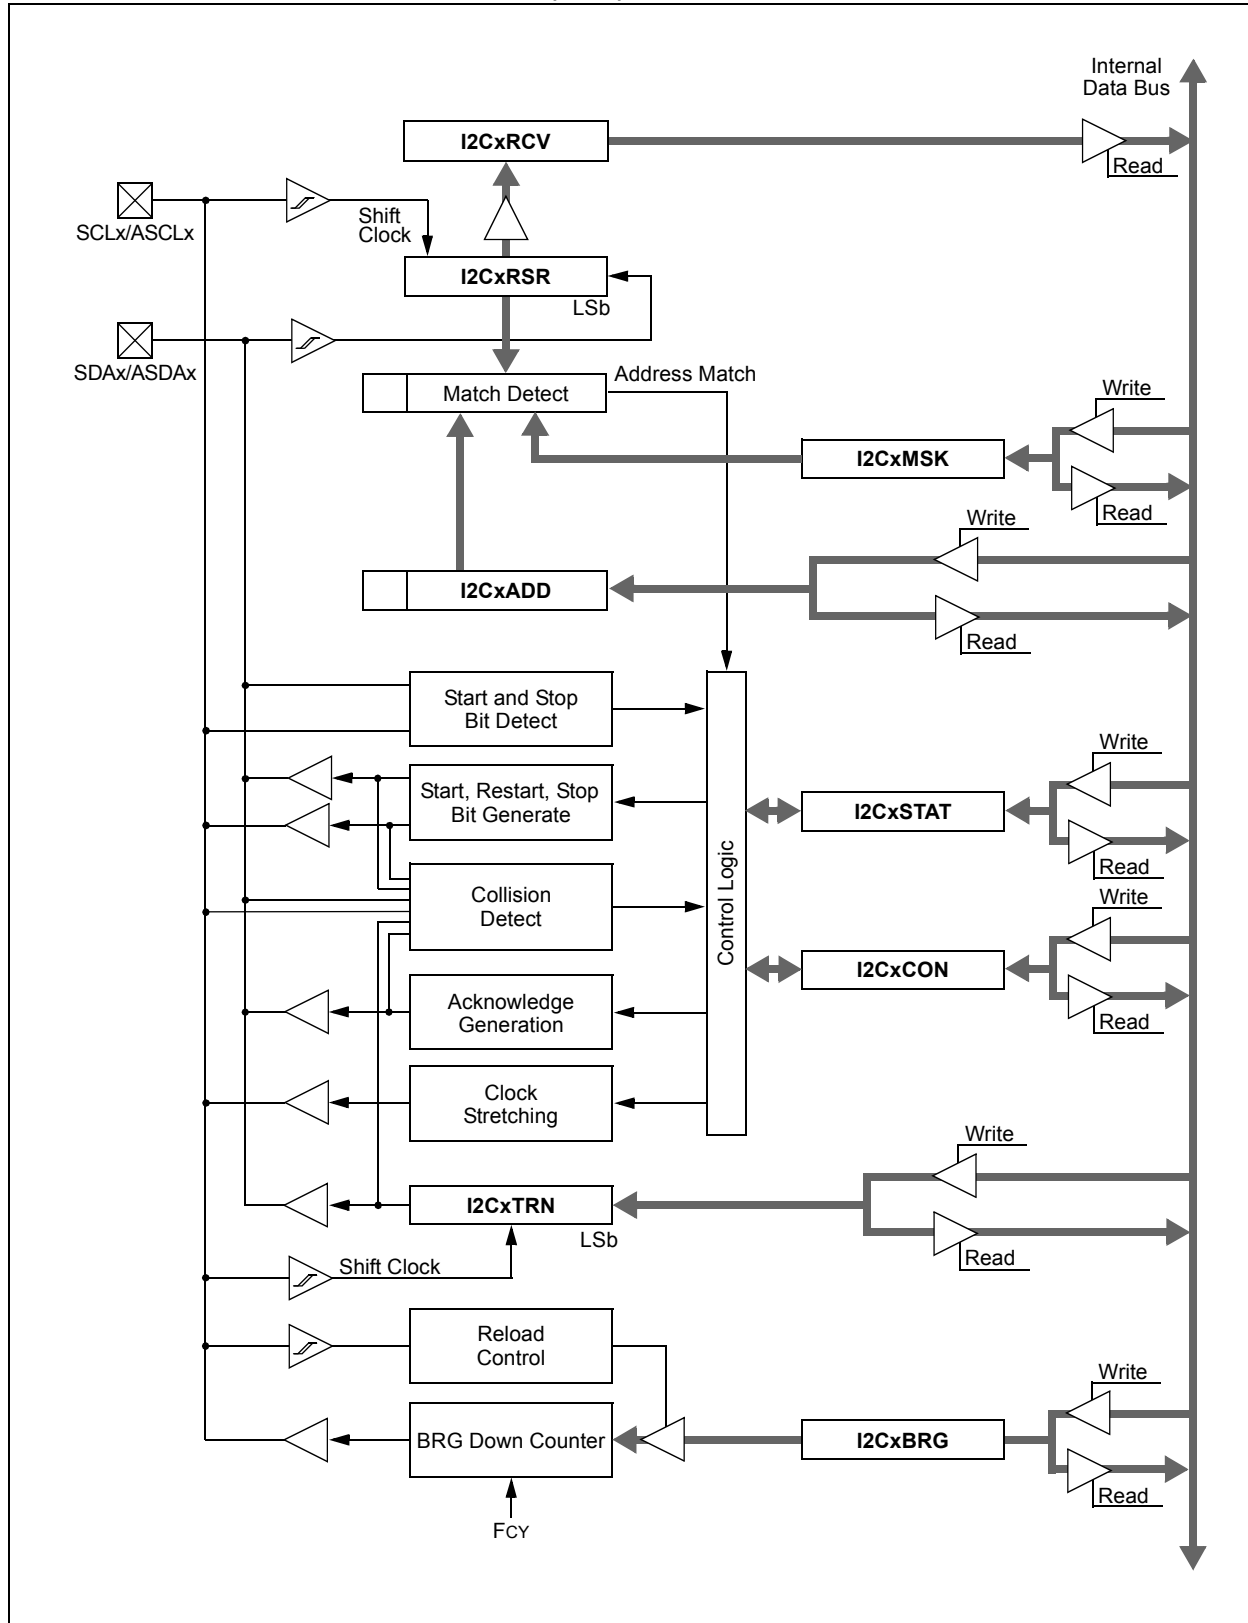 Internal
Data Bus
I2CxRCV
Read
SCLx/ASCLx
Shift
Clock
I2CxRSR
LSb
SDAx/ASDAx
Match Detect
Address Match
Write
I2CxMSK
Read
Write
I2CxADD
Read
Start and Stop
Bit Detect
Start, Restart, Stop
Bit Generate
Collision
Detect
Acknowledge
Generation
Clock
Stretching
Control Logic
Write
I2CxSTAT
Read
Write
I2CxCON
Read
Write
I2CxTRN
LSb
Read
Shift Clock
Reload
Control
BRG Down Counter
Write
I2CxBRG
Read
FCY